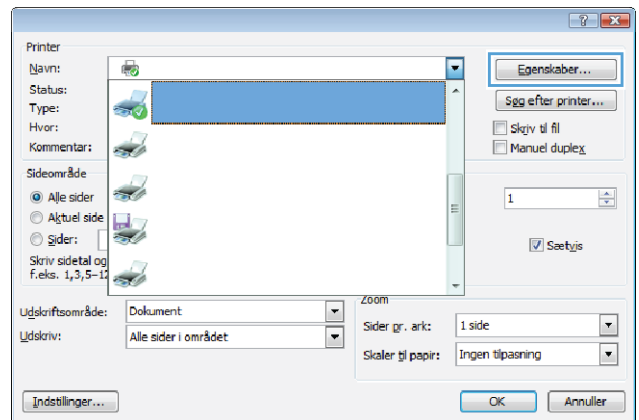 Printer
Navn:
Egenskaber...
Status:
Søg efter printer...
Type:
Hvor:
Skriv til fil
Kommentar:
Manuel duplex
Sideområde
Alle sider
1
Aktuel side
Sider:
Sætvis
Skriv sidetal og
f.eks. 1,3,5-12
Zoom
Udskriftsområde: Dokument
Sider pr. ark: 1 side
Udskriv: Alle sider i området
Skaler til papir: Ingen tilpasning
Indstillinger...
OK
Annuller